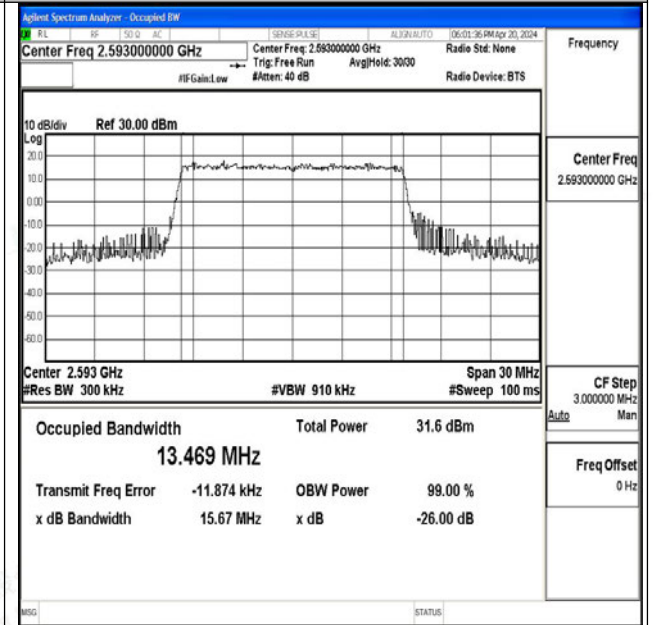 Agilent Spectrum Analyzer - Occupied BW
RL RF 50 Ω AC SENSE:PULSE ALIGN AUTO 06:01:36 PM Apr 20, 2024
Center Freq 2.593000000 GHz
Center Freq: 2.593000000 GHz
Radio Std: None
Trig: Free Run Avg|Hold: 30/30
#IFGain:Low
#Atten: 40 dB
Radio Device: BTS
Frequency
10 dB/div Ref 30.00 dBm
Log
20.0
10.0
0.00
-10.0
-20.0
-30.0
-40.0
-50.0
-60.0
Center Freq
2.593000000 GHz
Center 2.593 GHz
Span 30 MHz
#Res BW 300 kHz
#VBW 910 kHz
#Sweep 100 ms
CF Step
3.000000 MHz
Auto Man
Occupied Bandwidth
13.469 MHz
Total Power 31.6 dBm
Transmit Freq Error -11.874 kHz
OBW Power 99.00 %
x dB Bandwidth 15.67 MHz
x dB -26.00 dB
Freq Offset
0 Hz
MSG
STATUS